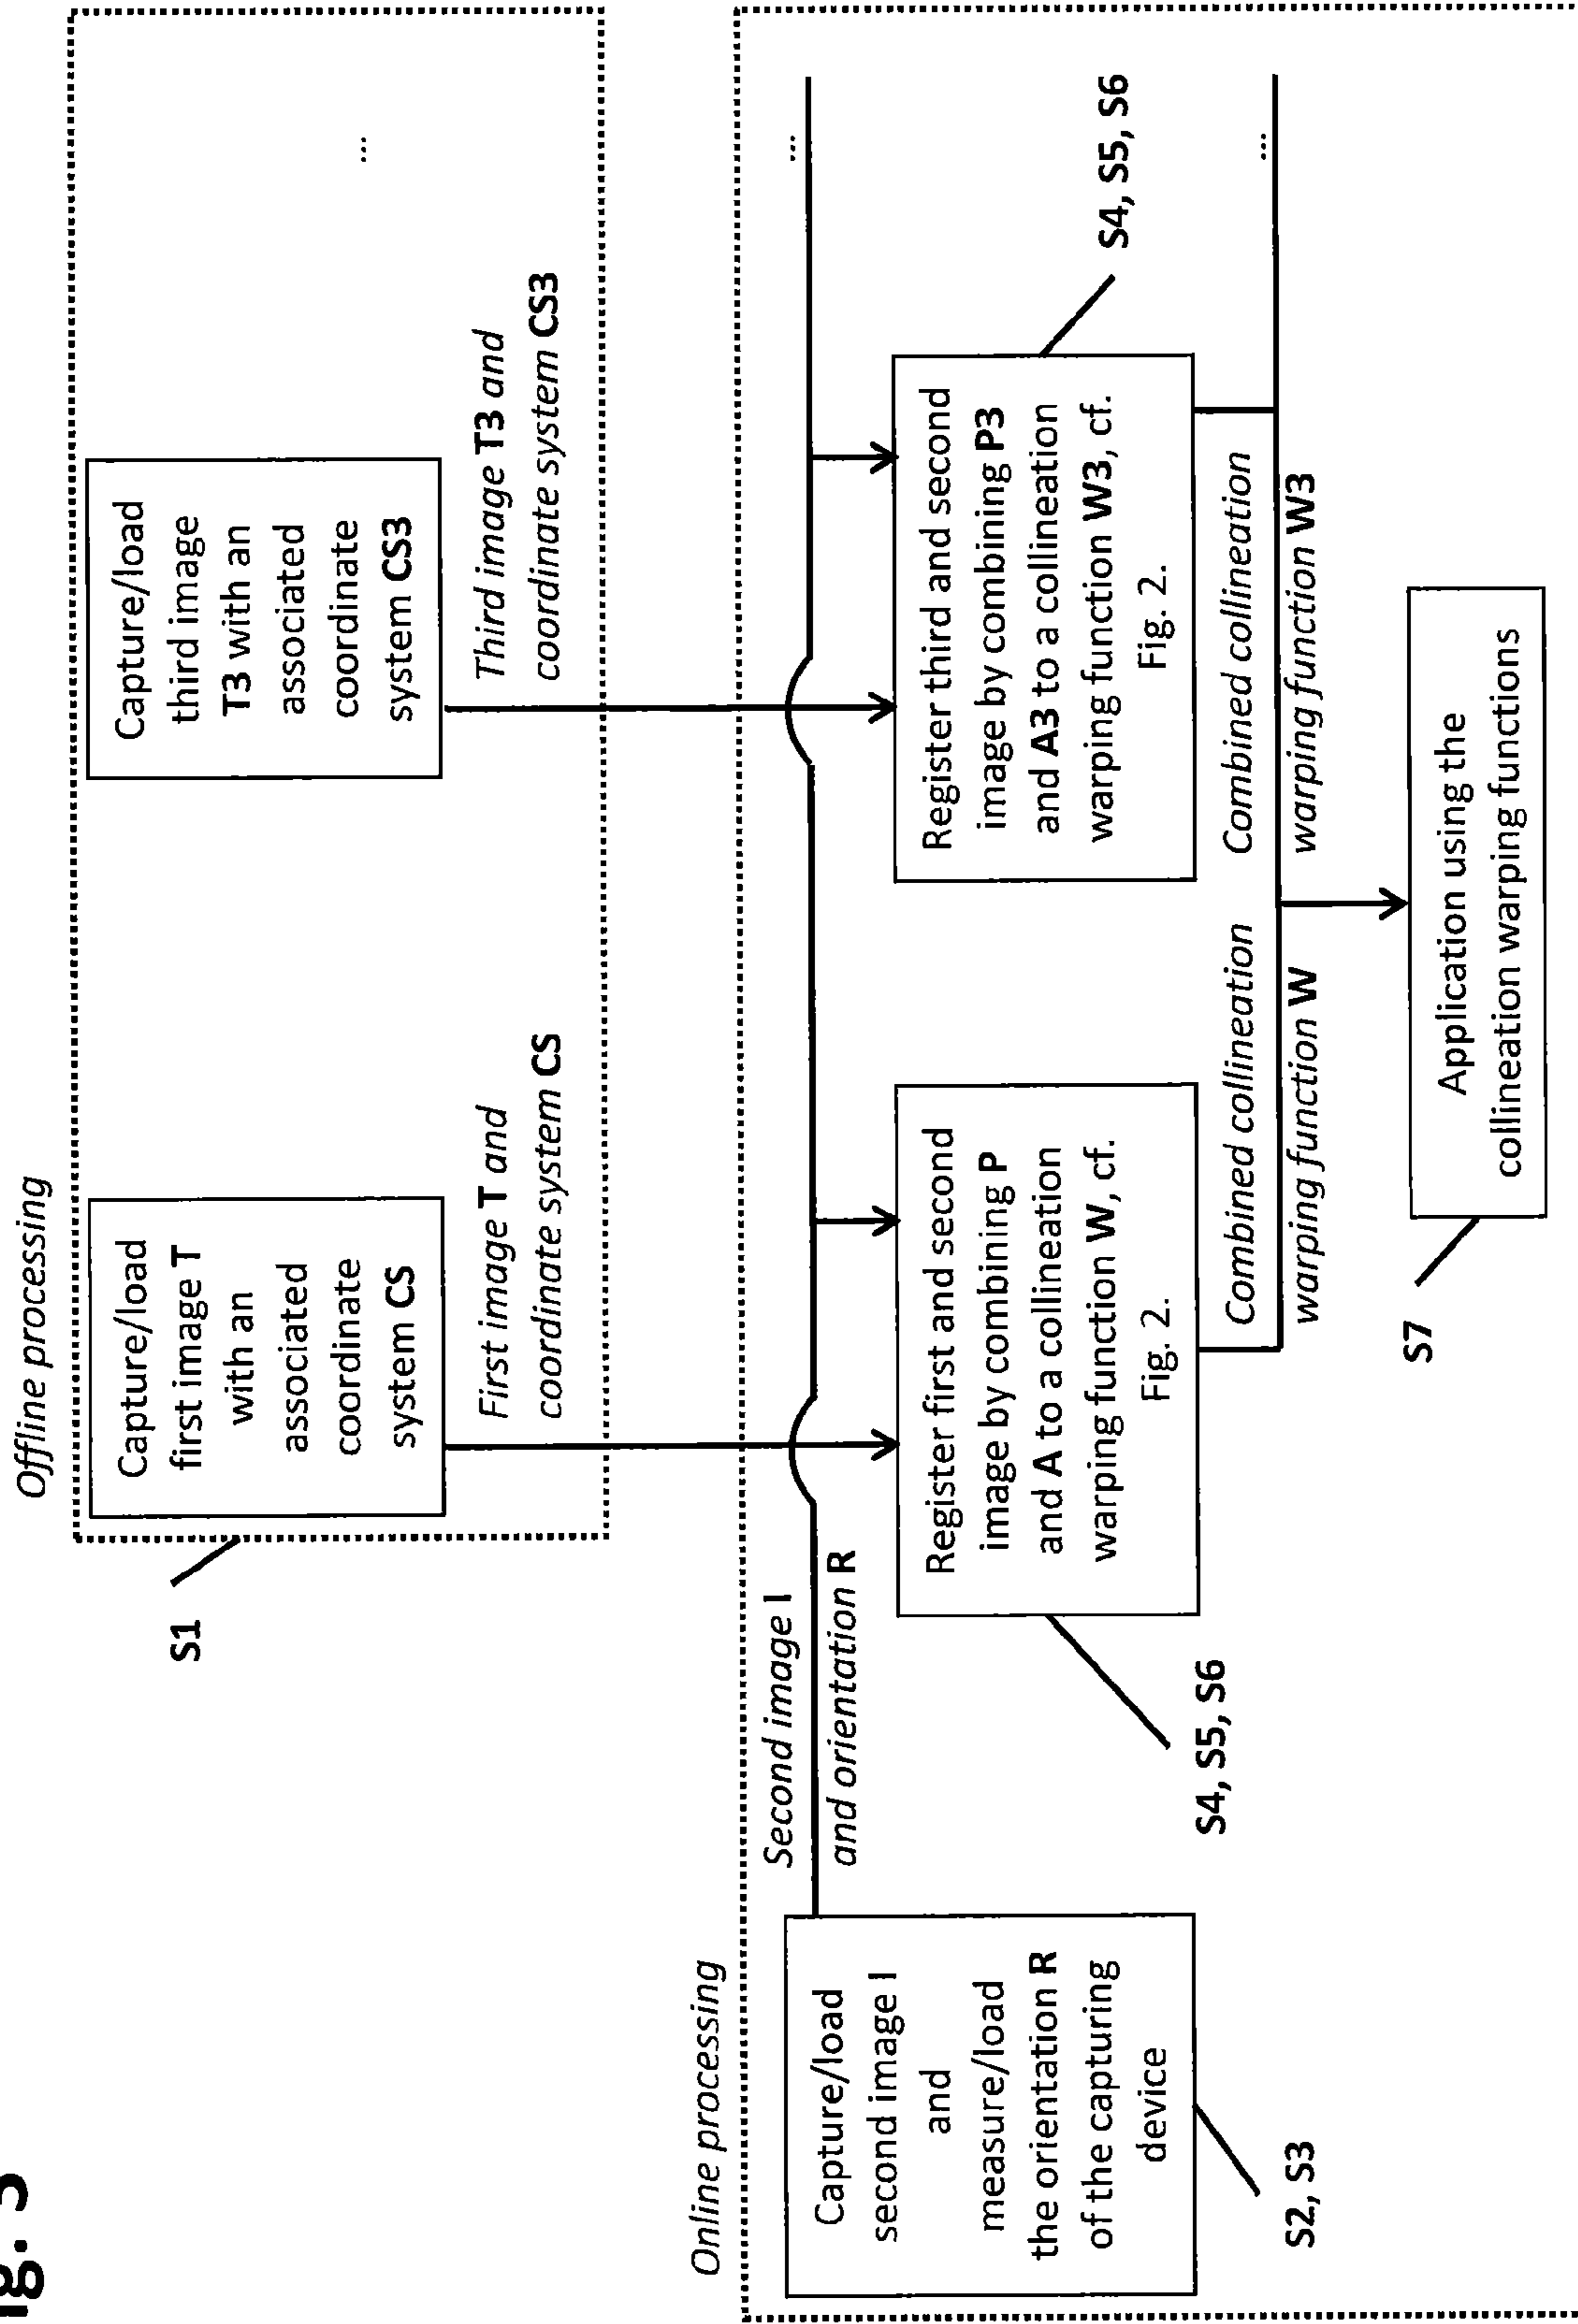 Offline processing
S1
Capture/load
first image T
with an
associated
coordinate
system CS
First image T and
coordinate system CS
Capture/load
third image
T3 with an
associated
coordinate
system CS3
Third image T3 and
coordinate system CS3
...
Online processing
Capture/load
second image I
and
measure/load
the orientation R
of the capturing
device
S2, S3
Second image I
and orientation R
Register first and second
image by combining P
and A to a collineation
warping function W, cf.
Fig. 2.
S4, S5, S6
Register third and second
image by combining P3
and A3 to a collineation
warping function W3, cf.
Fig. 2.
S4, S5, S6
...
Combined collineation
warping function W
Combined collineation
warping function W3
...
Application using the
collineation warping functions
S7